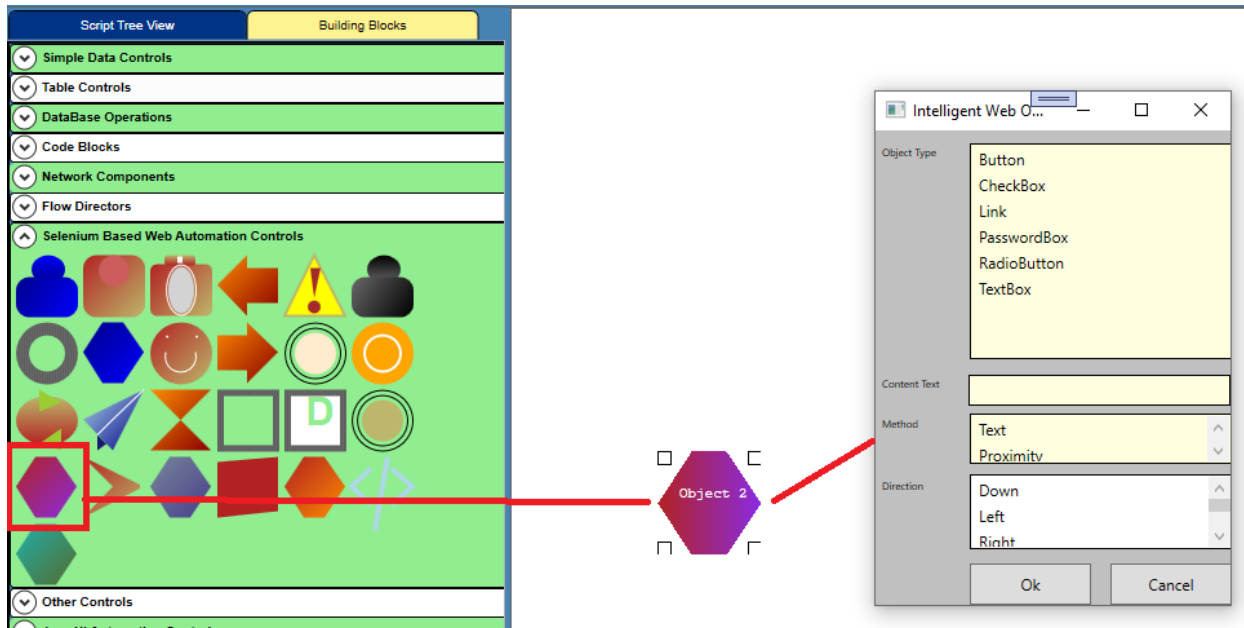 Script Tree View
Building Blocks
Simple Data Controls
Table Controls
DataBase Operations
Code Blocks
Network Components
Flow Directors
Selenium Based Web Automation Controls
D
Other Controls
Object 2
Intelligent Web O...
Object Type
Button
CheckBox
Link
PasswordBox
RadioButton
TextBox
Content Text
Method
Text
Proximity
Direction
Down
Left
Right
Ok
Cancel